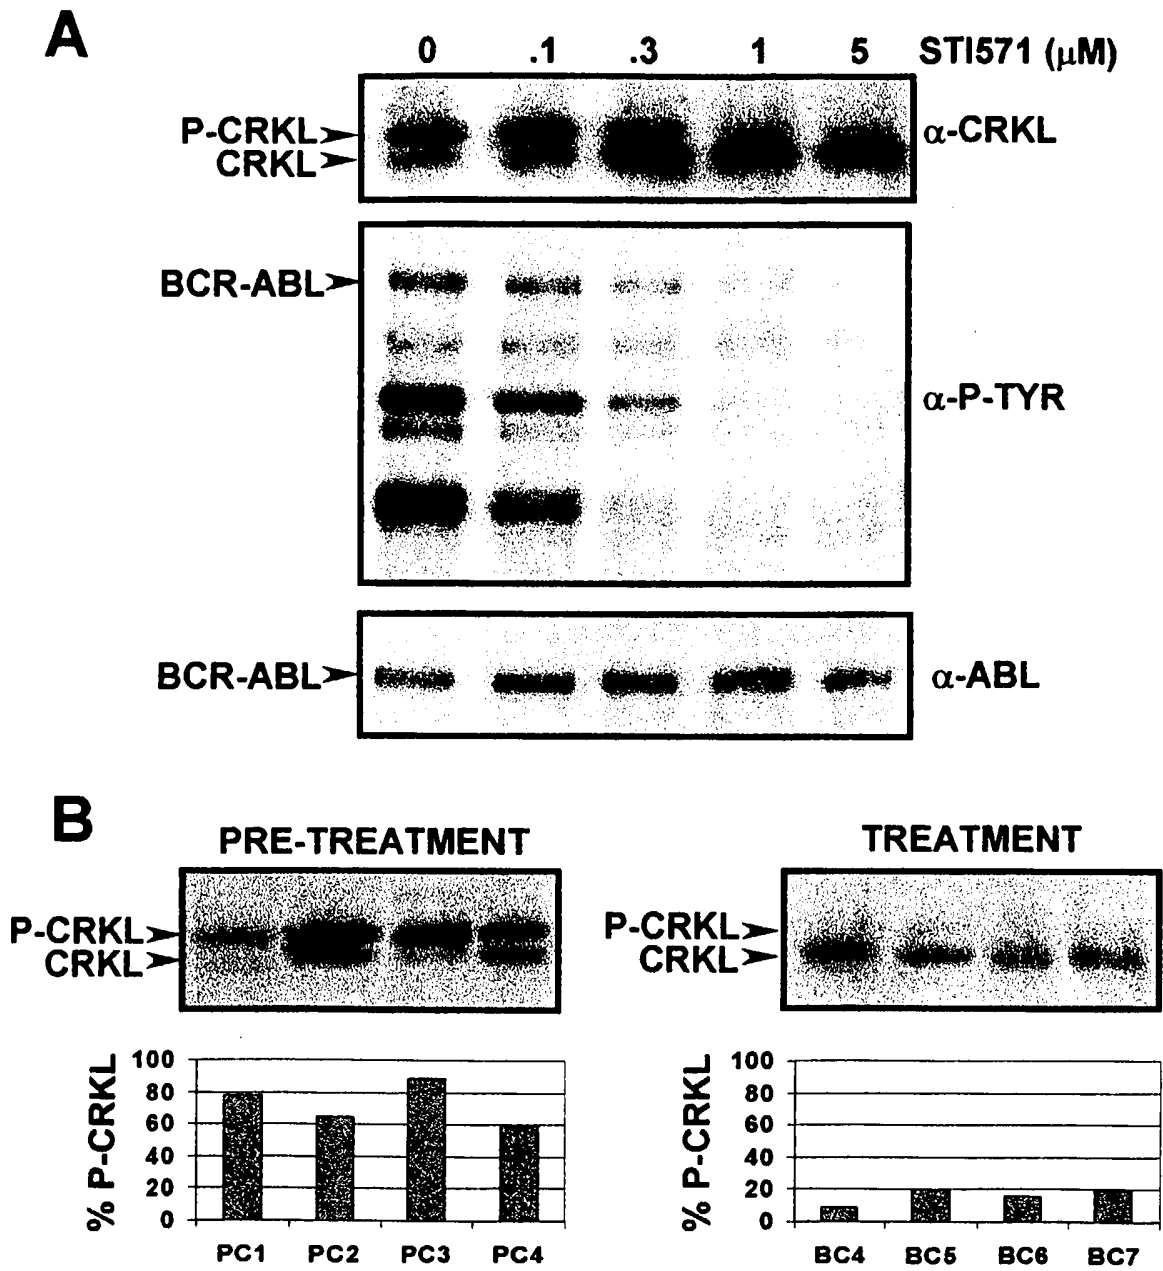 A
0 .1 .3 1 5 STI571 (μM)
P-CRKL
CRKL
α-CRKL
BCR-ABL
α-P-TYR
BCR-ABL
α-ABL
B
PRE-TREATMENT
P-CRKL
CRKL
% P-CRKL
100
80
60
40
20
0
PC1 PC2 PC3 PC4
TREATMENT
P-CRKL
CRKL
% P-CRKL
100
80
60
40
20
0
BC4 BC5 BC6 BC7